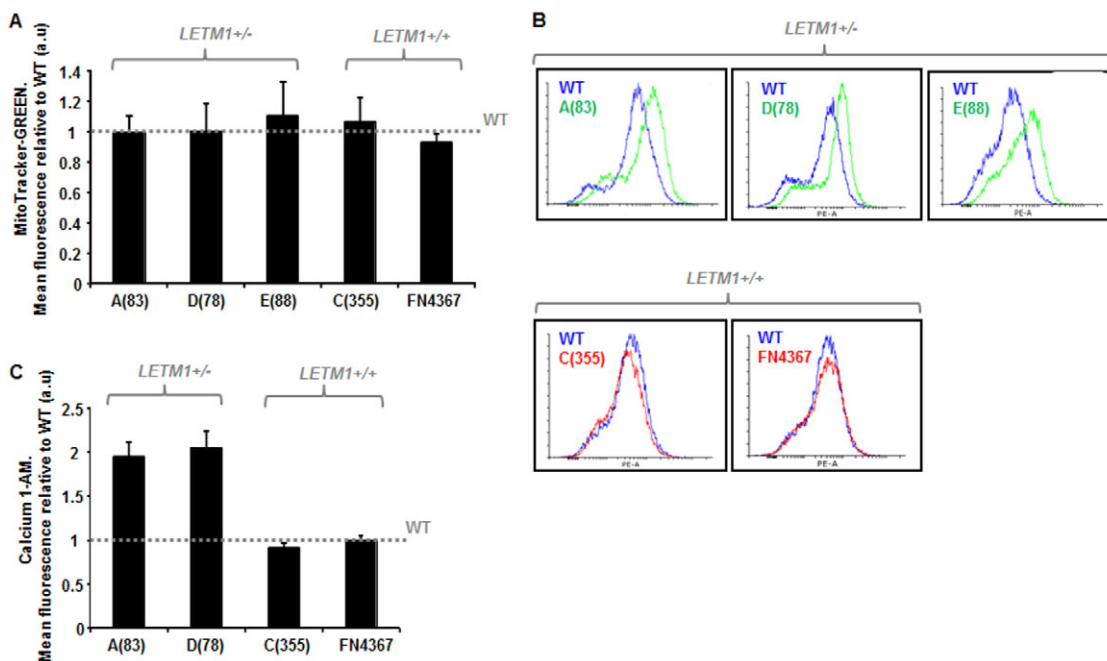 A
LETM1+/-
LETM1+/+
MitoTracker-GREEN.
Mean fluorescence relative to WT (a.u)
1.4
1.2
1
0.8
0.6
0.4
0.2
0
WT
A(83)
D(78)
E(88)
C(355)
FN4367
B
LETM1+/-
WT
A(83)
PE-A
WT
D(78)
PE-A
WT
E(88)
PE-A
LETM1+/+
WT
C(355)
PE-A
WT
FN4367
PE-A
C
LETM1+/-
LETM1+/+
Calcium 1-AM.
Mean fluorescence relative to WT (a.u)
2.5
2
1.5
1
0.5
0
WT
A(83)
D(78)
C(355)
FN4367